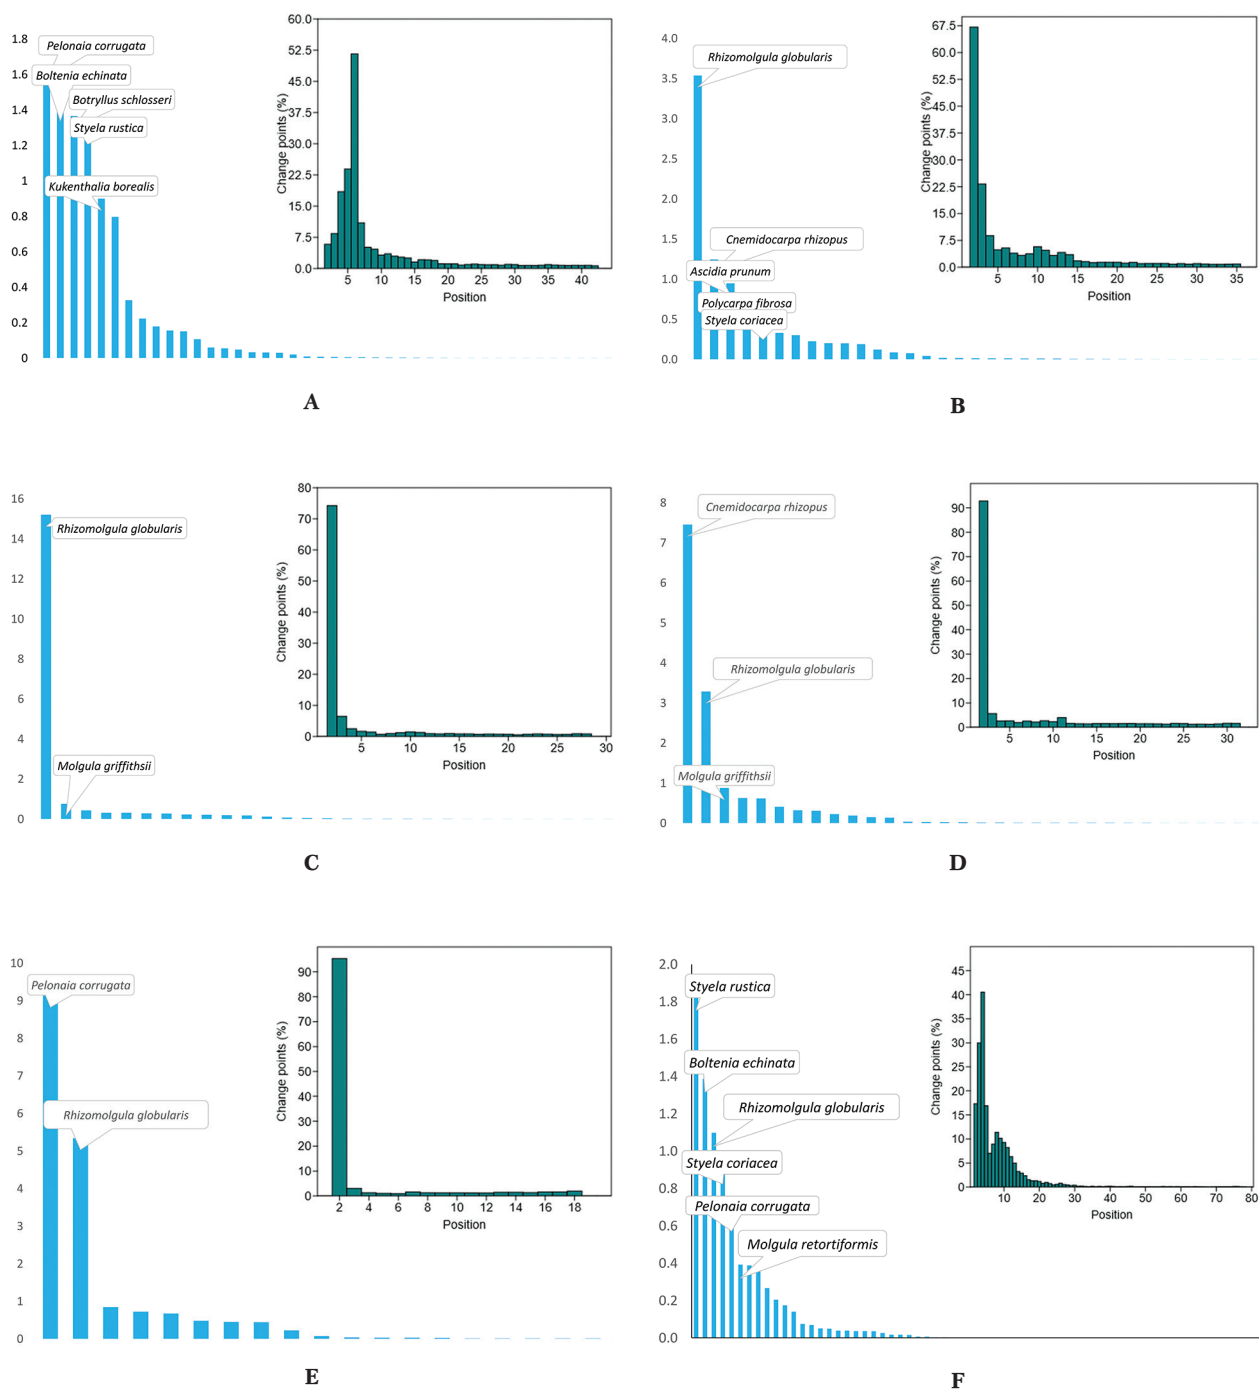 1.8
1.6
1.4
1.2
1
0.8
0.6
0.4
0.2
0
Pelonaia corrugata
Boltenia echinata
Botryllus schlosseri
Styela rustica
Kukenthalia borealis
60.0
52.5
45.0
37.5
30.0
22.5
15.0
7.5
0.0
Change points (%)
5 10 15 20 25 30 35 40
Position
A
4.0
3.5
3.0
2.5
2.0
1.5
1.0
0.5
0.0
Rhizomolgula globularis
Cnemidocarpa rhizopus
Ascidia prunum
Polycarpa fibrosa
Styela coriacea
67.5
60.0
52.5
45.0
37.5
30.0
22.5
15.0
7.5
0.0
Change points (%)
5 10 15 20 25 30 35
Position
B
16
14
12
10
8
6
4
2
0
Rhizomolgula globularis
Molgula griffithsii
80
70
60
50
40
30
20
10
0
Change points (%)
5 10 15 20 25 30
Position
C
8
7
6
5
4
3
2
1
0
Cnemidocarpa rhizopus
Rhizomolgula globularis
Molgula griffithsii
90
80
70
60
50
40
30
20
10
0
Change points (%)
5 10 15 20 25 30
Position
D
10
9
8
7
6
5
4
3
2
1
0
Pelonaia corrugata
Rhizomolgula globularis
90
80
70
60
50
40
30
20
10
0
Change points (%)
2 4 6 8 10 12 14 16 18
Position
E
2.0
1.8
1.6
1.4
1.2
1.0
0.8
0.6
0.4
0.2
0.0
Styela rustica
Boltenia echinata
Rhizomolgula globularis
Styela coriacea
Pelonaia corrugata
Molgula retortiformis
45
40
35
30
25
20
15
10
5
0
Change points (%)
10 20 30 40 50 60 70 80
Position
F